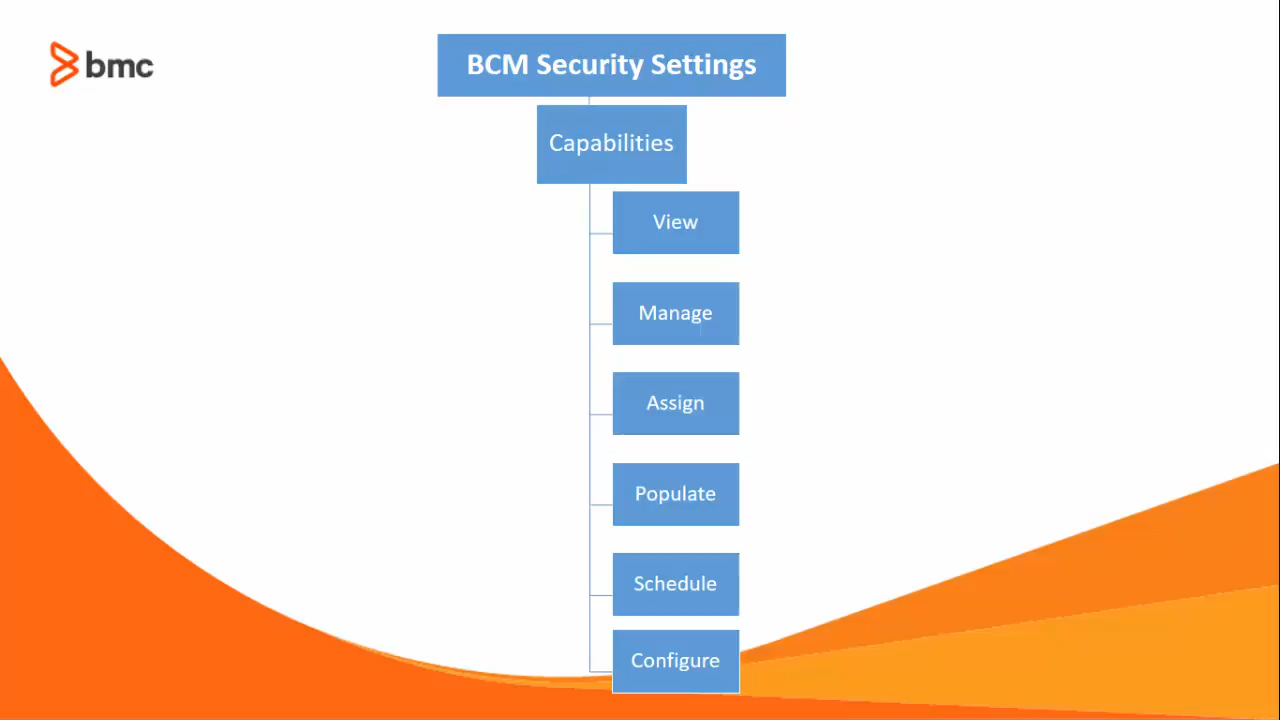 bmc
BCM Security Settings
Capabilities
View
Manage
Assign
Populate
Schedule
Configure